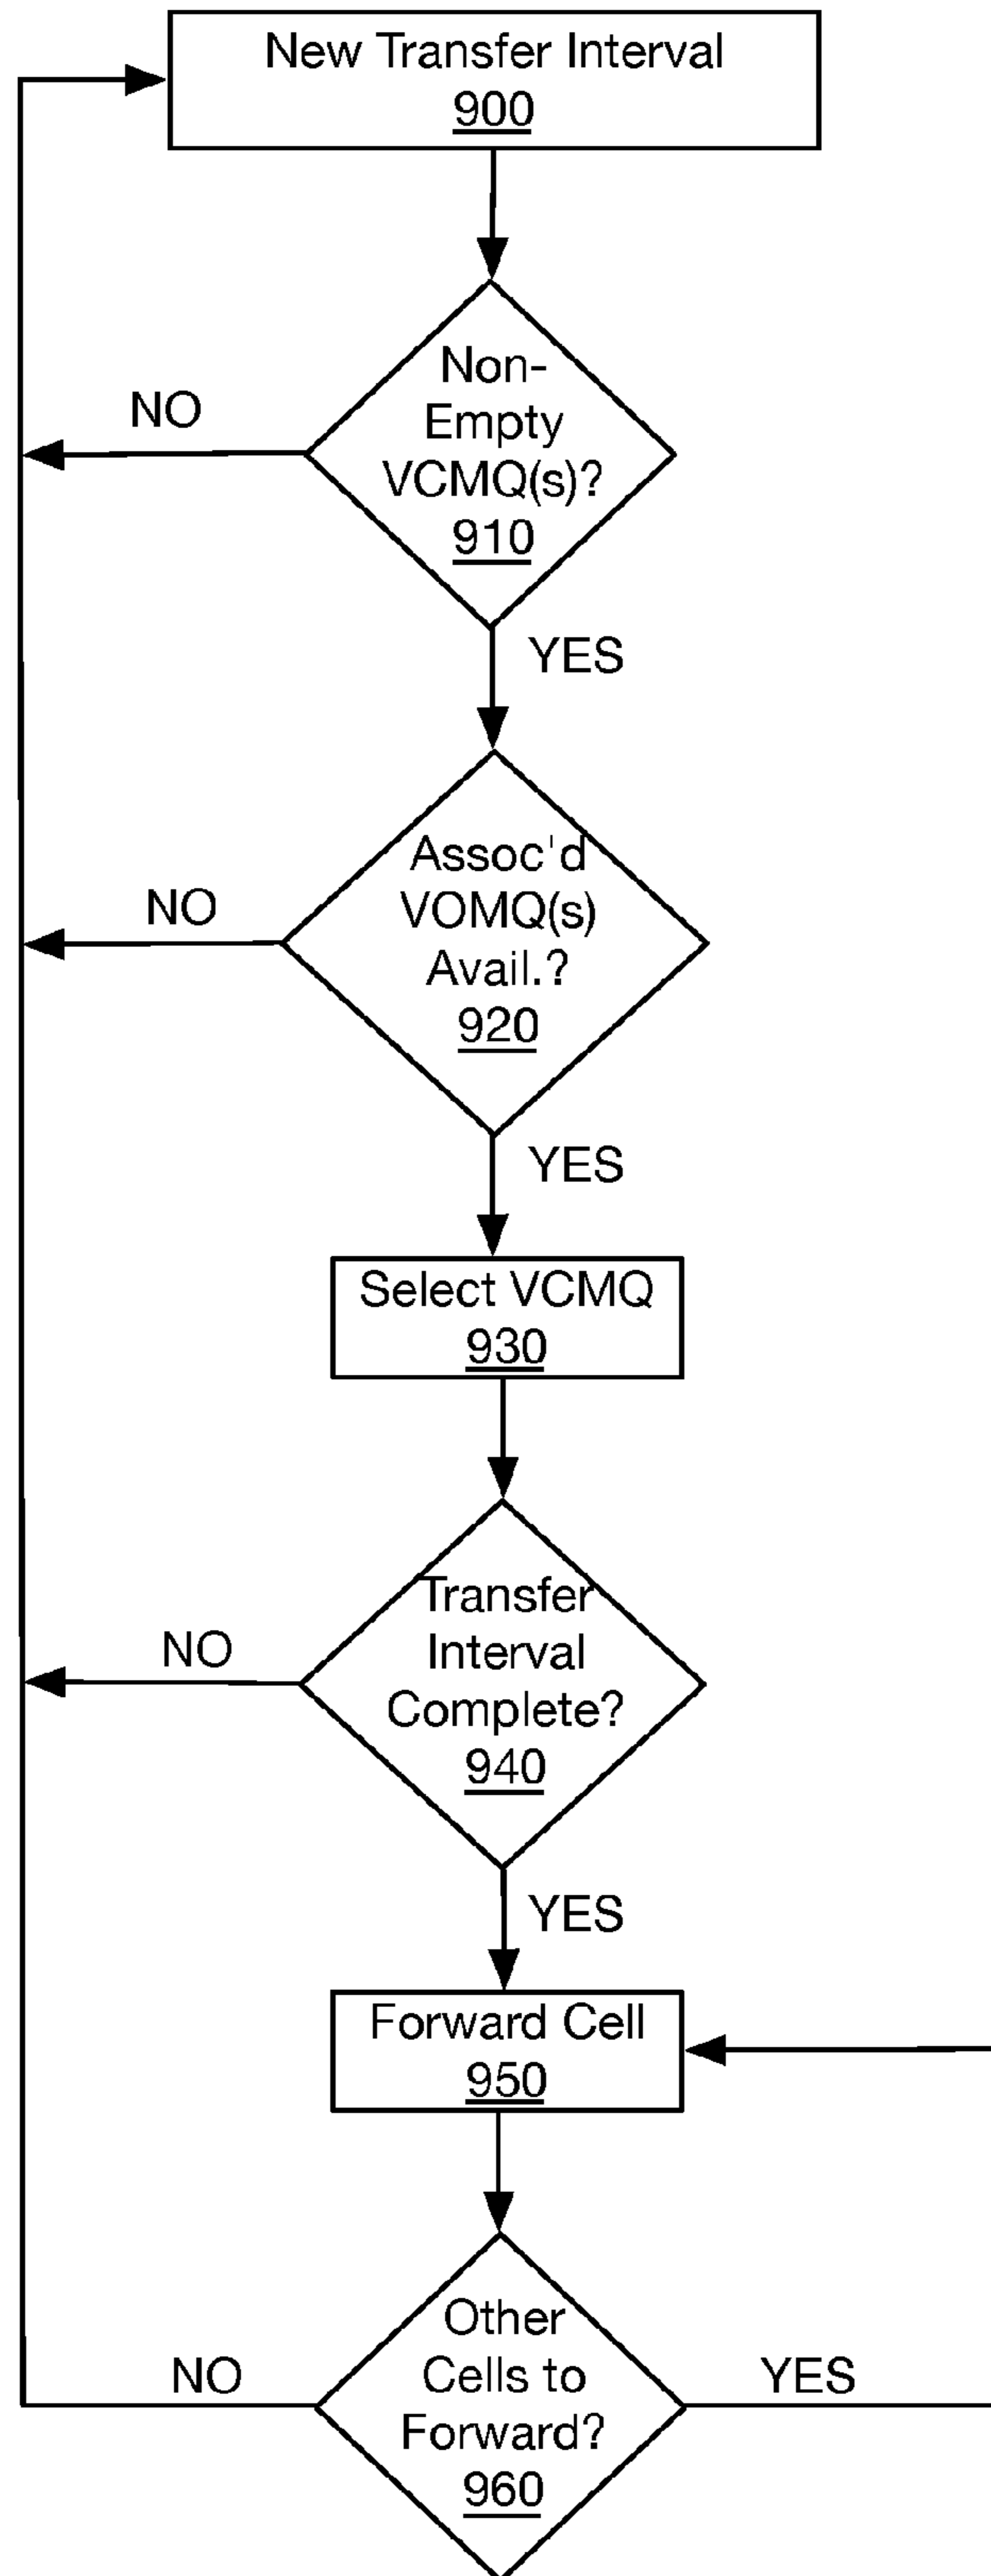 New Transfer Interval
900
Non-
Empty
VCMQ(s)?
910
NO
YES
Assoc'd
VOMQ(s)
Avail.?
920
NO
YES
Select VCMQ
930
Transfer
Interval
Complete?
940
NO
YES
Forward Cell
950
Other
Cells to
Forward?
960
NO
YES